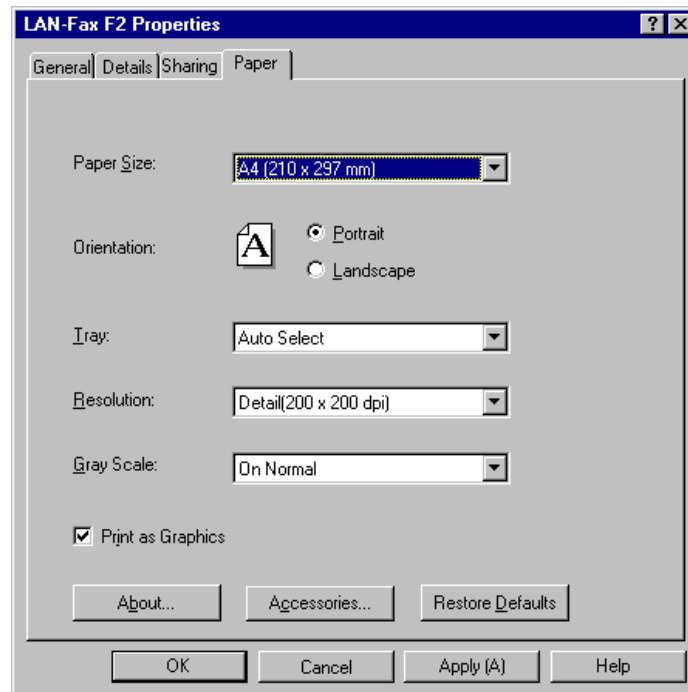 LAN-Fax F2 Properties
General Details Sharing Paper
Paper Size: A4 (210 x 297 mm)
Orientation: A Portrait
Landscape
Tray: Auto Select
Resolution: Detail(200 x 200 dpi)
Gray Scale: On Normal
Print as Graphics
About... Accessories... Restore Defaults
OK Cancel Apply (A) Help